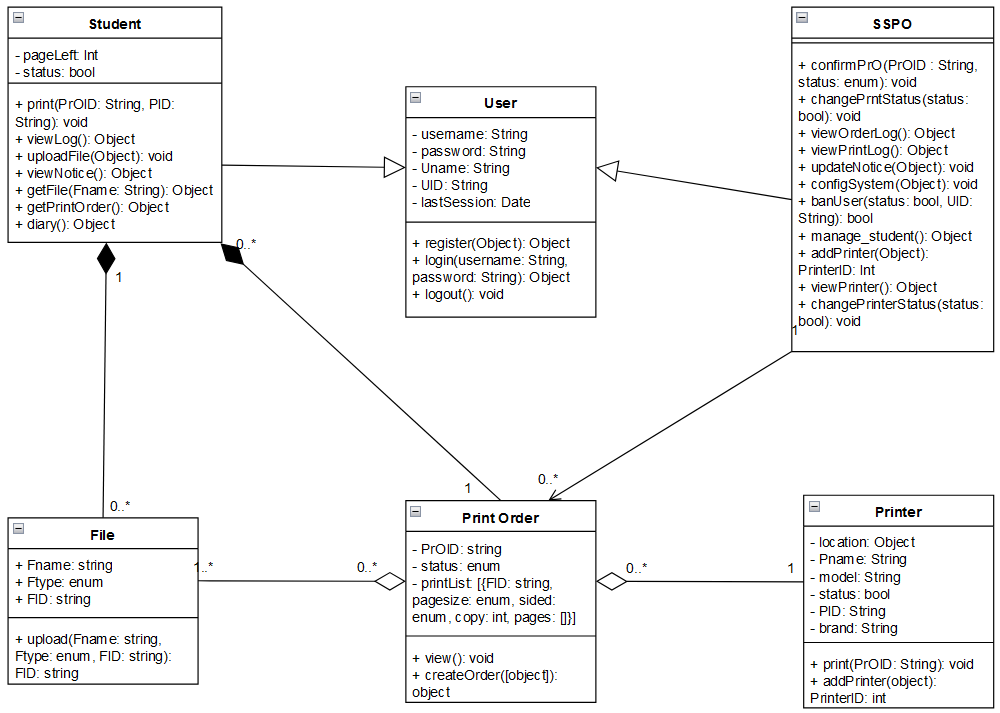 Student
- pageLeft: Int
- status: bool
+ print(PrOID: String, PID:
String): void
+ viewLog(): Object
+ uploadFile(Object): void
+ viewNotice(): Object
+ getFile(Fname: String): Object
+ getPrintOrder(): Object
+ diary(): Object
User
- username: String
- password: String
- Uname: String
- UID: String
- lastSession: Date
+ register(Object): Object
+ login(username: String,
password: String): Object
+ logout(): void
SSPO
+ confirmPrO(PrOID : String,
status: enum): void
+ changePrntStatus(status:
bool): void
+ viewOrderLog(): Object
+ viewPrintLog(): Object
+ updateNotice(Object): void
+ configSystem(Object): void
+ banUser(status: bool, UID:
String): bool
+ manage_student(): Object
+ addPrinter(Object):
PrinterID: Int
+ viewPrinter(): Object
+ changePrinterStatus(status:
bool): void
0..*
1
1
0..*
1
0..*
File
+ Fname: string
+ Ftype: enum
+ FID: string
+ upload(Fname: string,
Ftype: enum, FID: string):
FID: string
1..*
0..*
Print Order
- PrOID: string
- status: enum
- printList: [{FID: string,
pagesize: enum, sided:
enum, copy: int, pages: []}]
+ view(): void
+ createOrder([object]):
object
0..*
1
Printer
- location: Object
- Pname: String
- model: String
- status: bool
- PID: String
- brand: String
+ print(PrOID: String): void
+ addPrinter(object):
PrinterID: int